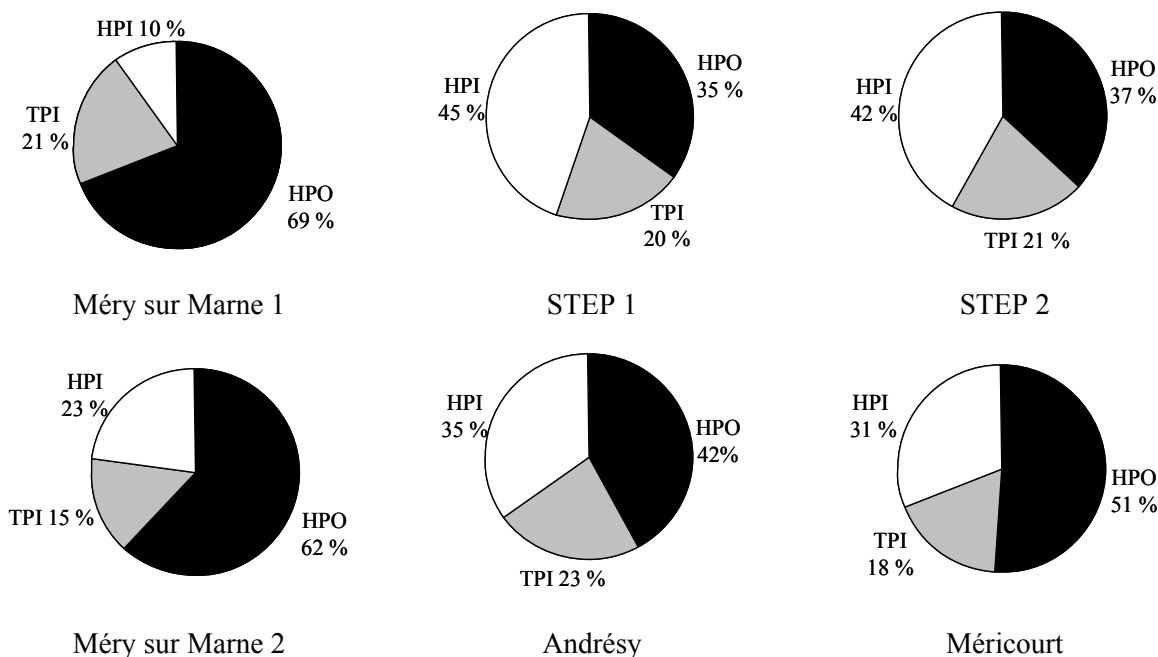 HPI 10 %
TPI
21 %
HPO
69 %
Méry sur Marne 1
HPI
45 %
HPO
35 %
TPI
20 %
STEP 1
HPI
42 %
HPO
37 %
TPI 21 %
STEP 2
HPI
23 %
TPI 15 %
HPO
62 %
Méry sur Marne 2
HPI
35 %
HPO
42%
TPI 23 %
Andrésy
HPI
31 %
HPO
51 %
TPI
18 %
Méricourt